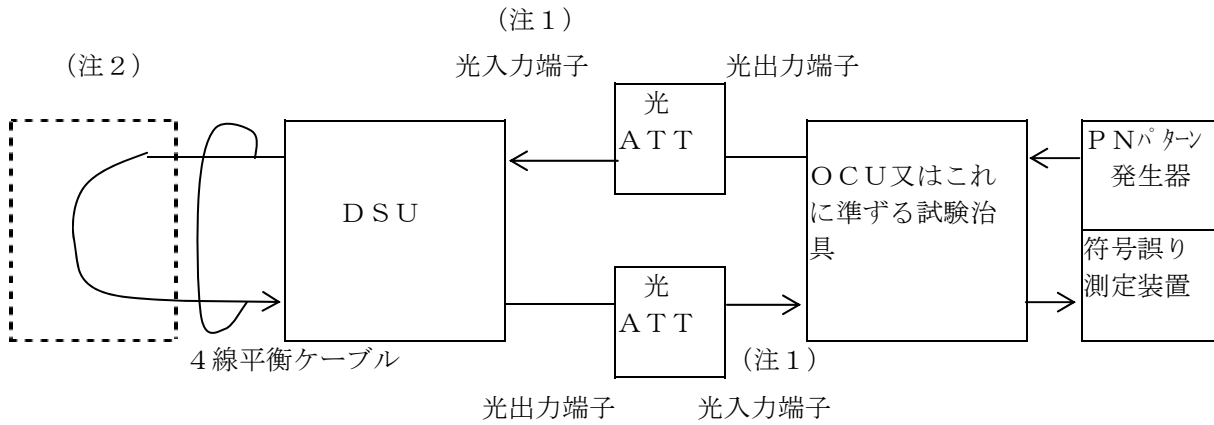 （注１）
（注２）
光入力端子
光出力端子
光
ＡＴＴ
ＤＳＵ
ＯＣＵ又はこれ
に準ずる試験治
具
ＰＮﾊﾟﾀｰﾝ
発生器
符号誤り
測定装置
光
ＡＴＴ
４線平衡ケーブル
（注１）
光出力端子
光入力端子